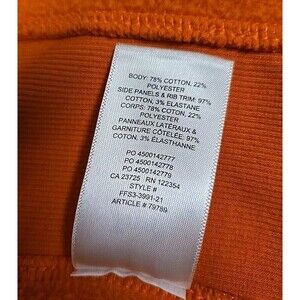 BODY: 78% COTTON, 22%
POLYESTER
SIDE PANELS & RIB TRIM: 97%
COTTON, 3% ELASTANE
CORPS: 78% COTON, 22%
POLYESTER
PANNEAUX LATÉRAUX &
GARNITURE CÔTELÉE: 97%
COTON, 3% ÉLASTHANNE
PO 4500142777
PO 4500142778
PO 4500142779
CA 23725 RN 122354
STYLE #
FFS3-3991-21
ARTICLE # 79789